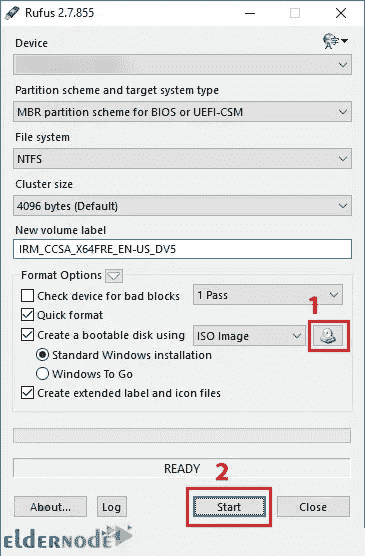 Rufus 2.7.855
Device
Partition scheme and target system type
MBR partition scheme for BIOS or UEFI-CSM
File system
NTFS
Cluster size
4096 bytes (Default)
New volume label
IRM_CCSA_X64FRE_EN-US_DV5
Format Options
Check device for bad blocks 1 Pass
1
Quick format
Create a bootable disk using ISO Image
Standard Windows installation
Windows To Go
Create extended label and icon files
READY
2
About... Log Start Close
eldernode